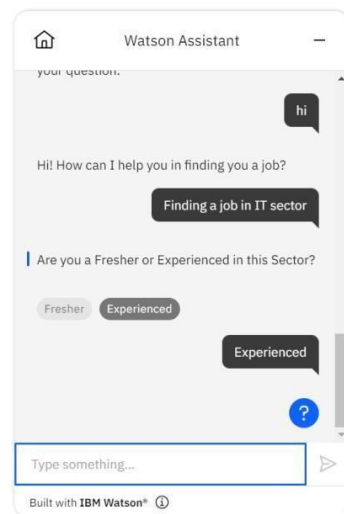 Watson Assistant
your question.
hi
Hi! How can I help you in finding you a job?
Finding a job in IT sector
Are you a Fresher or Experienced in this Sector?
Fresher Experienced
Experienced
?
Type something...
Built with IBM Watson®